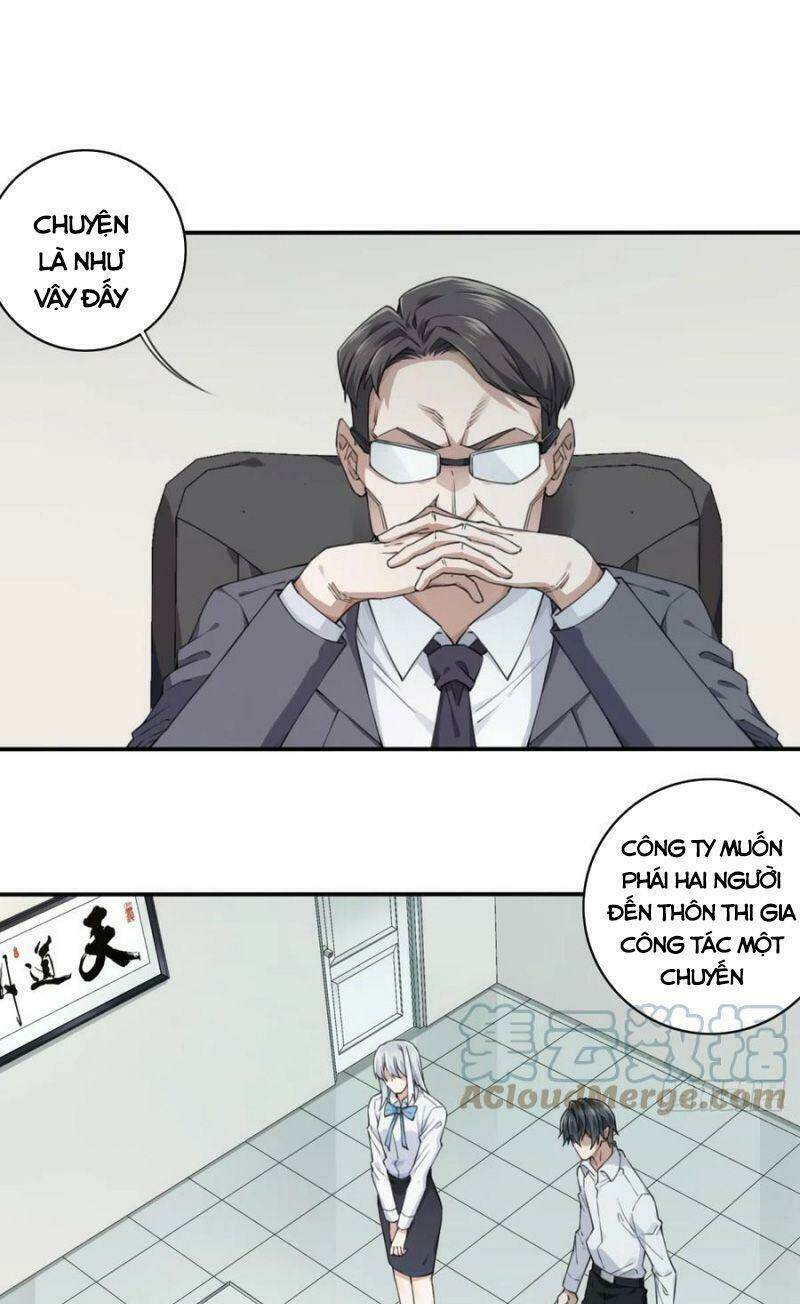 CHUYỆN
LÀ NHƯ
VẬY ĐẤY
CÔNG TY MUỐN
PHÁI HAI NGƯỜI
ĐẾN THÔN THI GIA
CÔNG TÁC MỘT
CHUYẾN
天道
集云数据
ACloudMerge.com